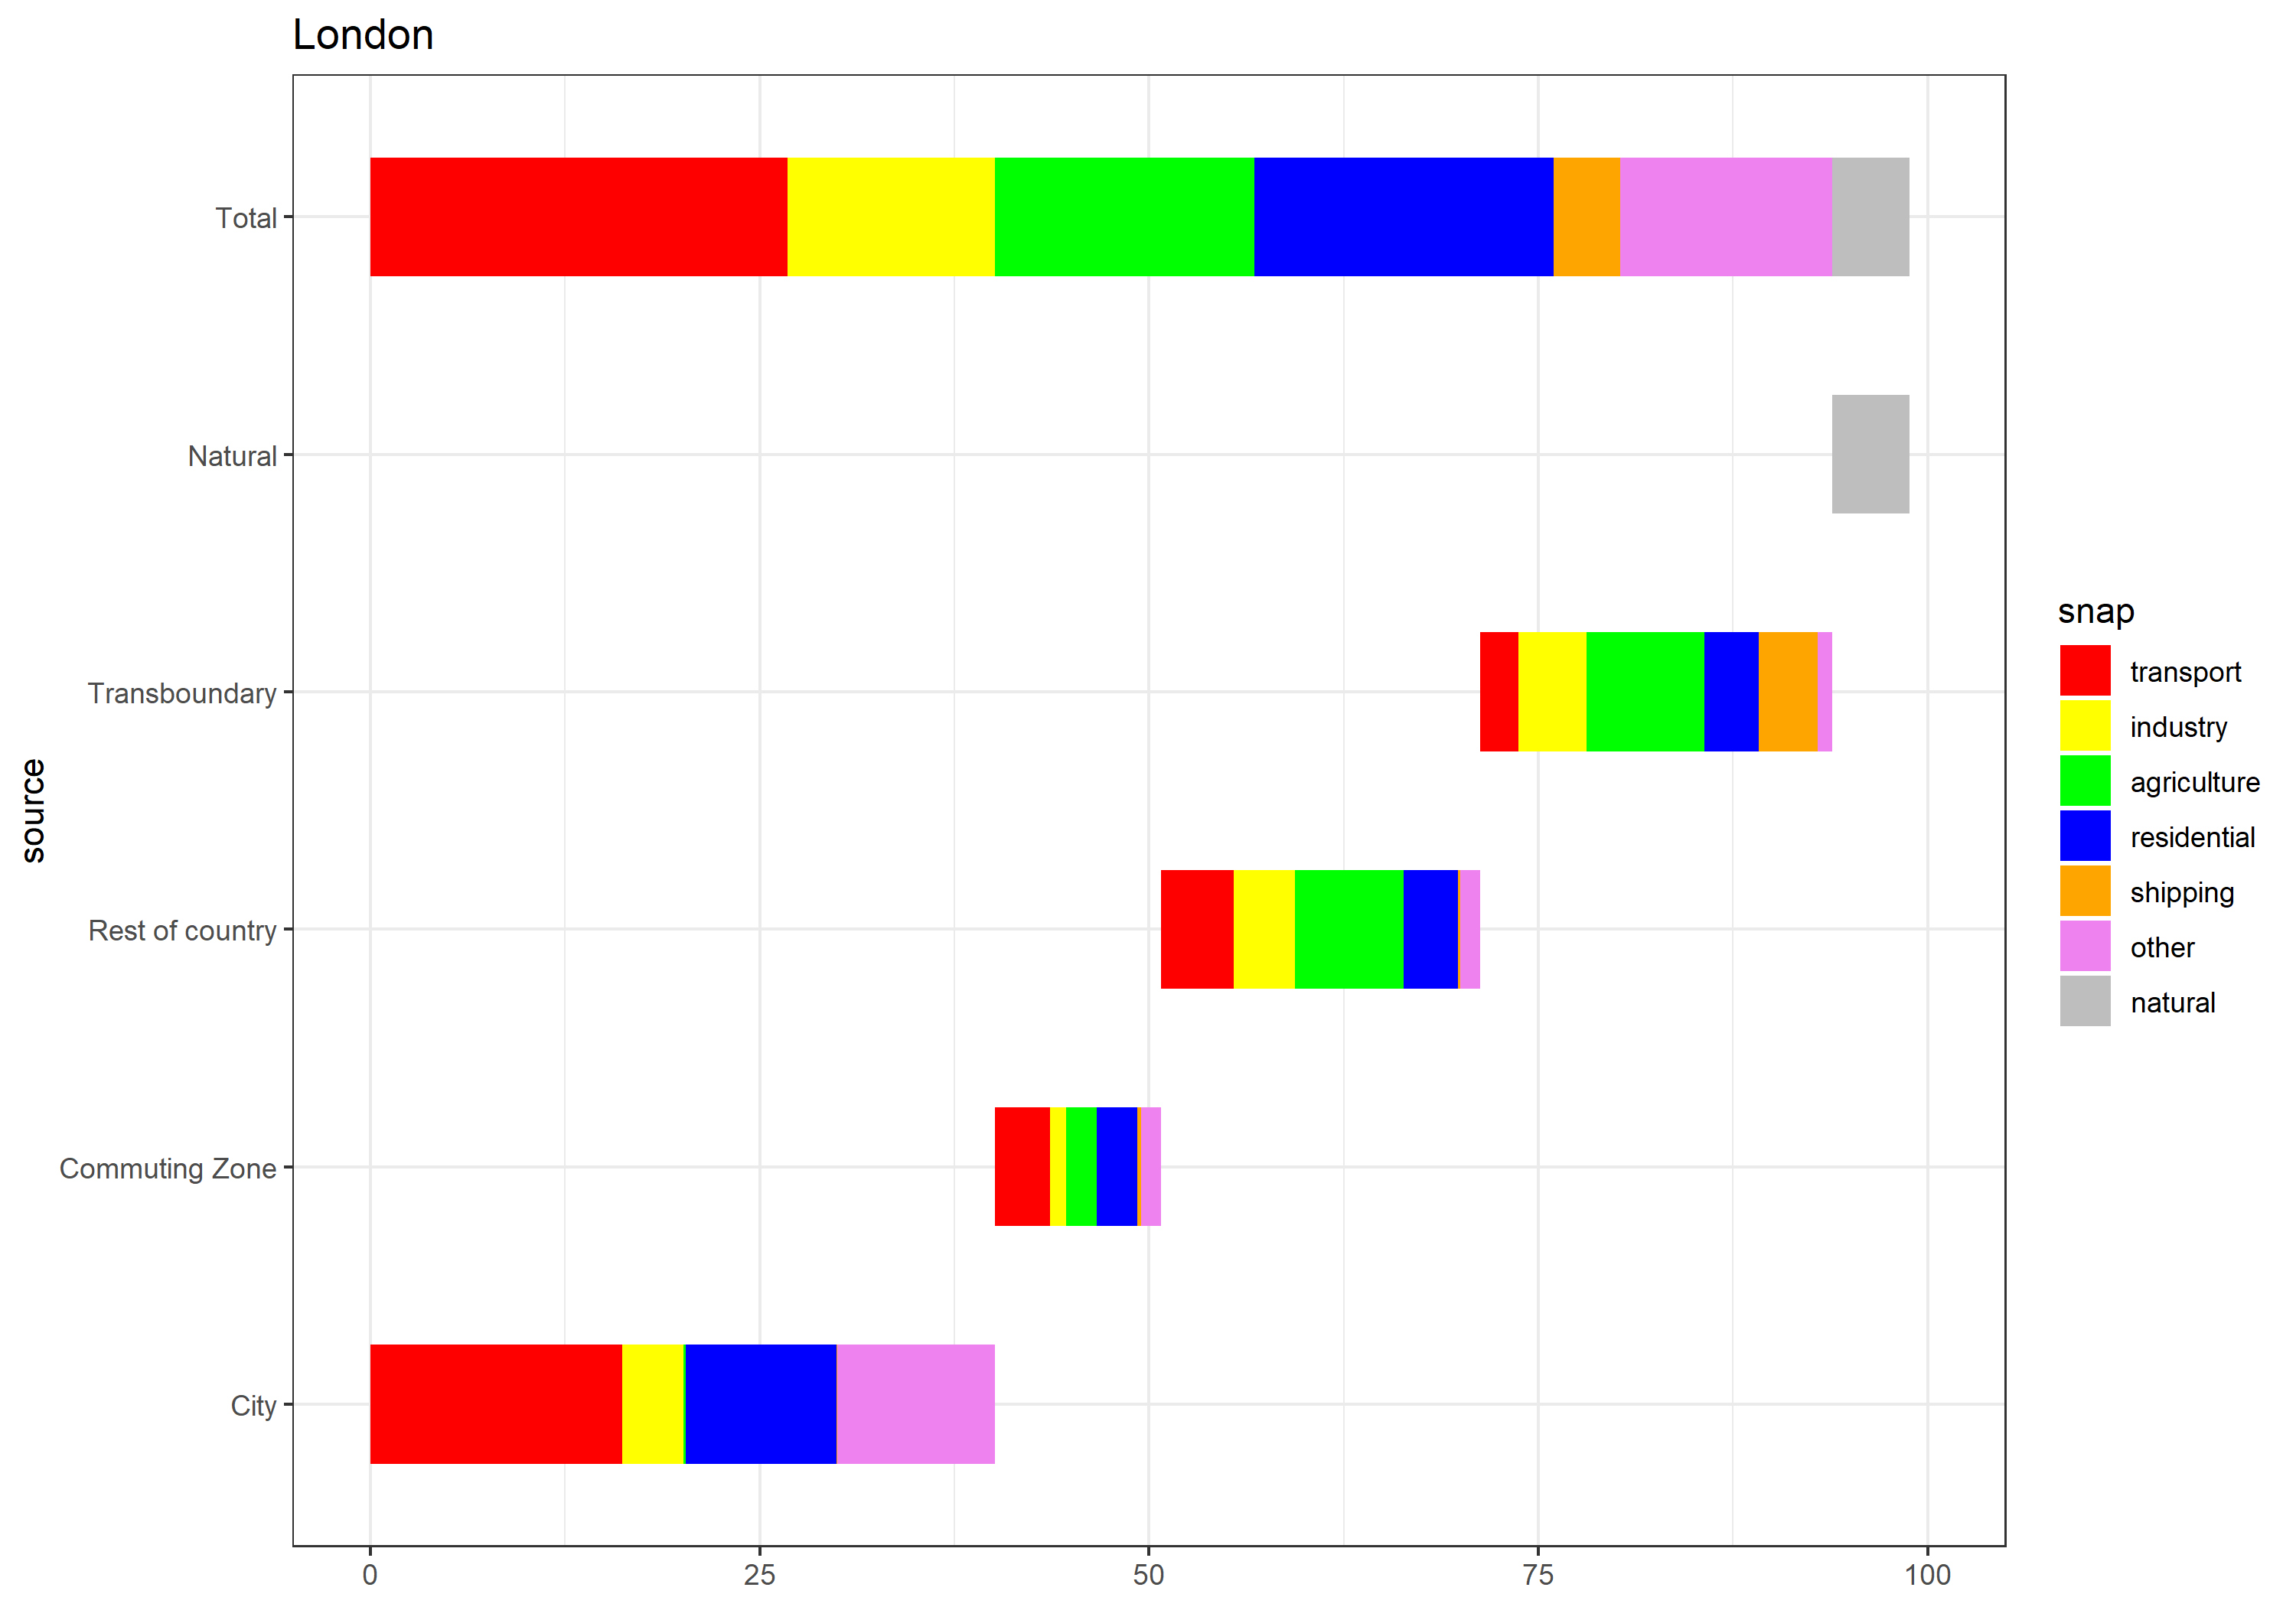 London
Total
Natural
Transboundary
Rest of country
Commuting Zone
City
source
0 25 50 75 100
snap
transport
industry
agriculture
residential
shipping
other
natural